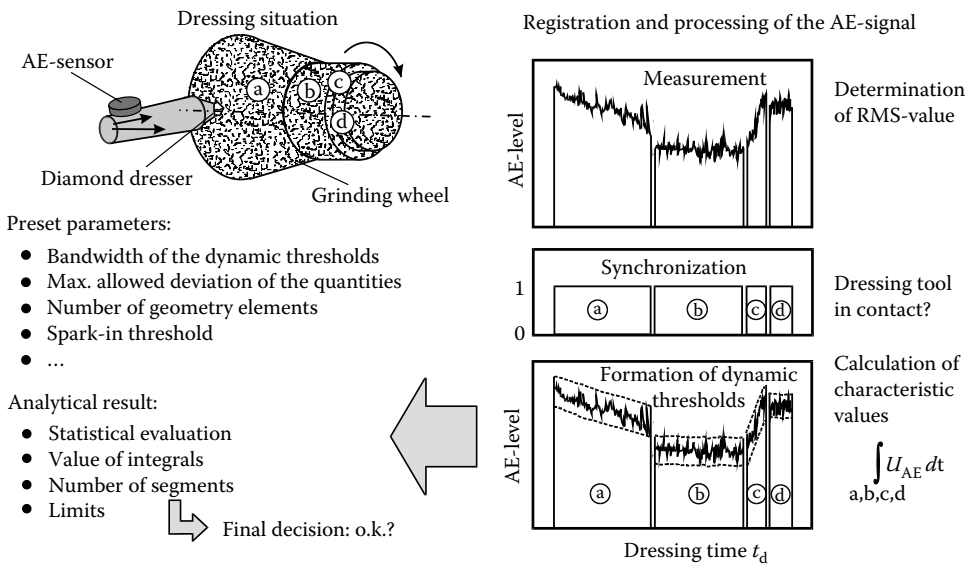 Dressing situation
AE-sensor
a
b
c
d
Diamond dresser
Grinding wheel
Preset parameters:
● Bandwidth of the dynamic thresholds
● Max. allowed deviation of the quantities
● Number of geometry elements
● Spark-in threshold
● ...
Analytical result:
● Statistical evaluation
● Value of integrals
● Number of segments
● Limits
Final decision: o.k.?
Registration and processing of the AE-signal
Measurement
AE-level
Determination
of RMS-value
Synchronization
1
0
a
b
c
d
Dressing tool
in contact?
Formation of dynamic
thresholds
AE-level
a
b
c
d
Calculation of
characteristic
values
∫ U_AE dt
a,b,c,d
Dressing time t_d